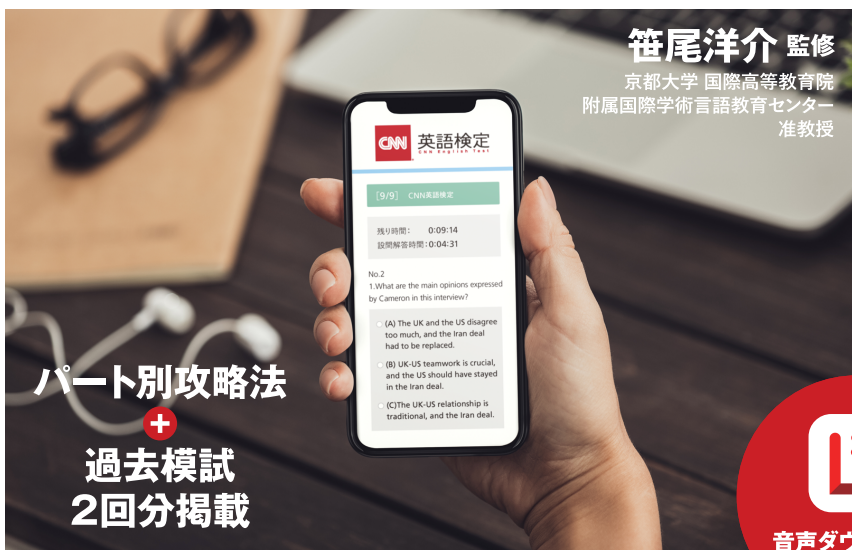 笹尾洋介 監修
京都大学 国際高等教育院
附属国際学術言語教育センター
准教授
CNN 英語検定
CNN English Test
[9/9] CNN英語検定
残り時間： 0:09:14
設問解答時間：0:04:31
No.2
1.What are the main opinions expressed
by Cameron in this interview?
(A) The UK and the US disagree
too much, and the Iran deal
had to be replaced.
(B) UK-US teamwork is crucial,
and the US should have stayed
in the Iran deal.
(C)The UK-US relationship is
traditional, and the Iran deal.
パート別攻略法
+
過去模試
2回分掲載
音声ダウ